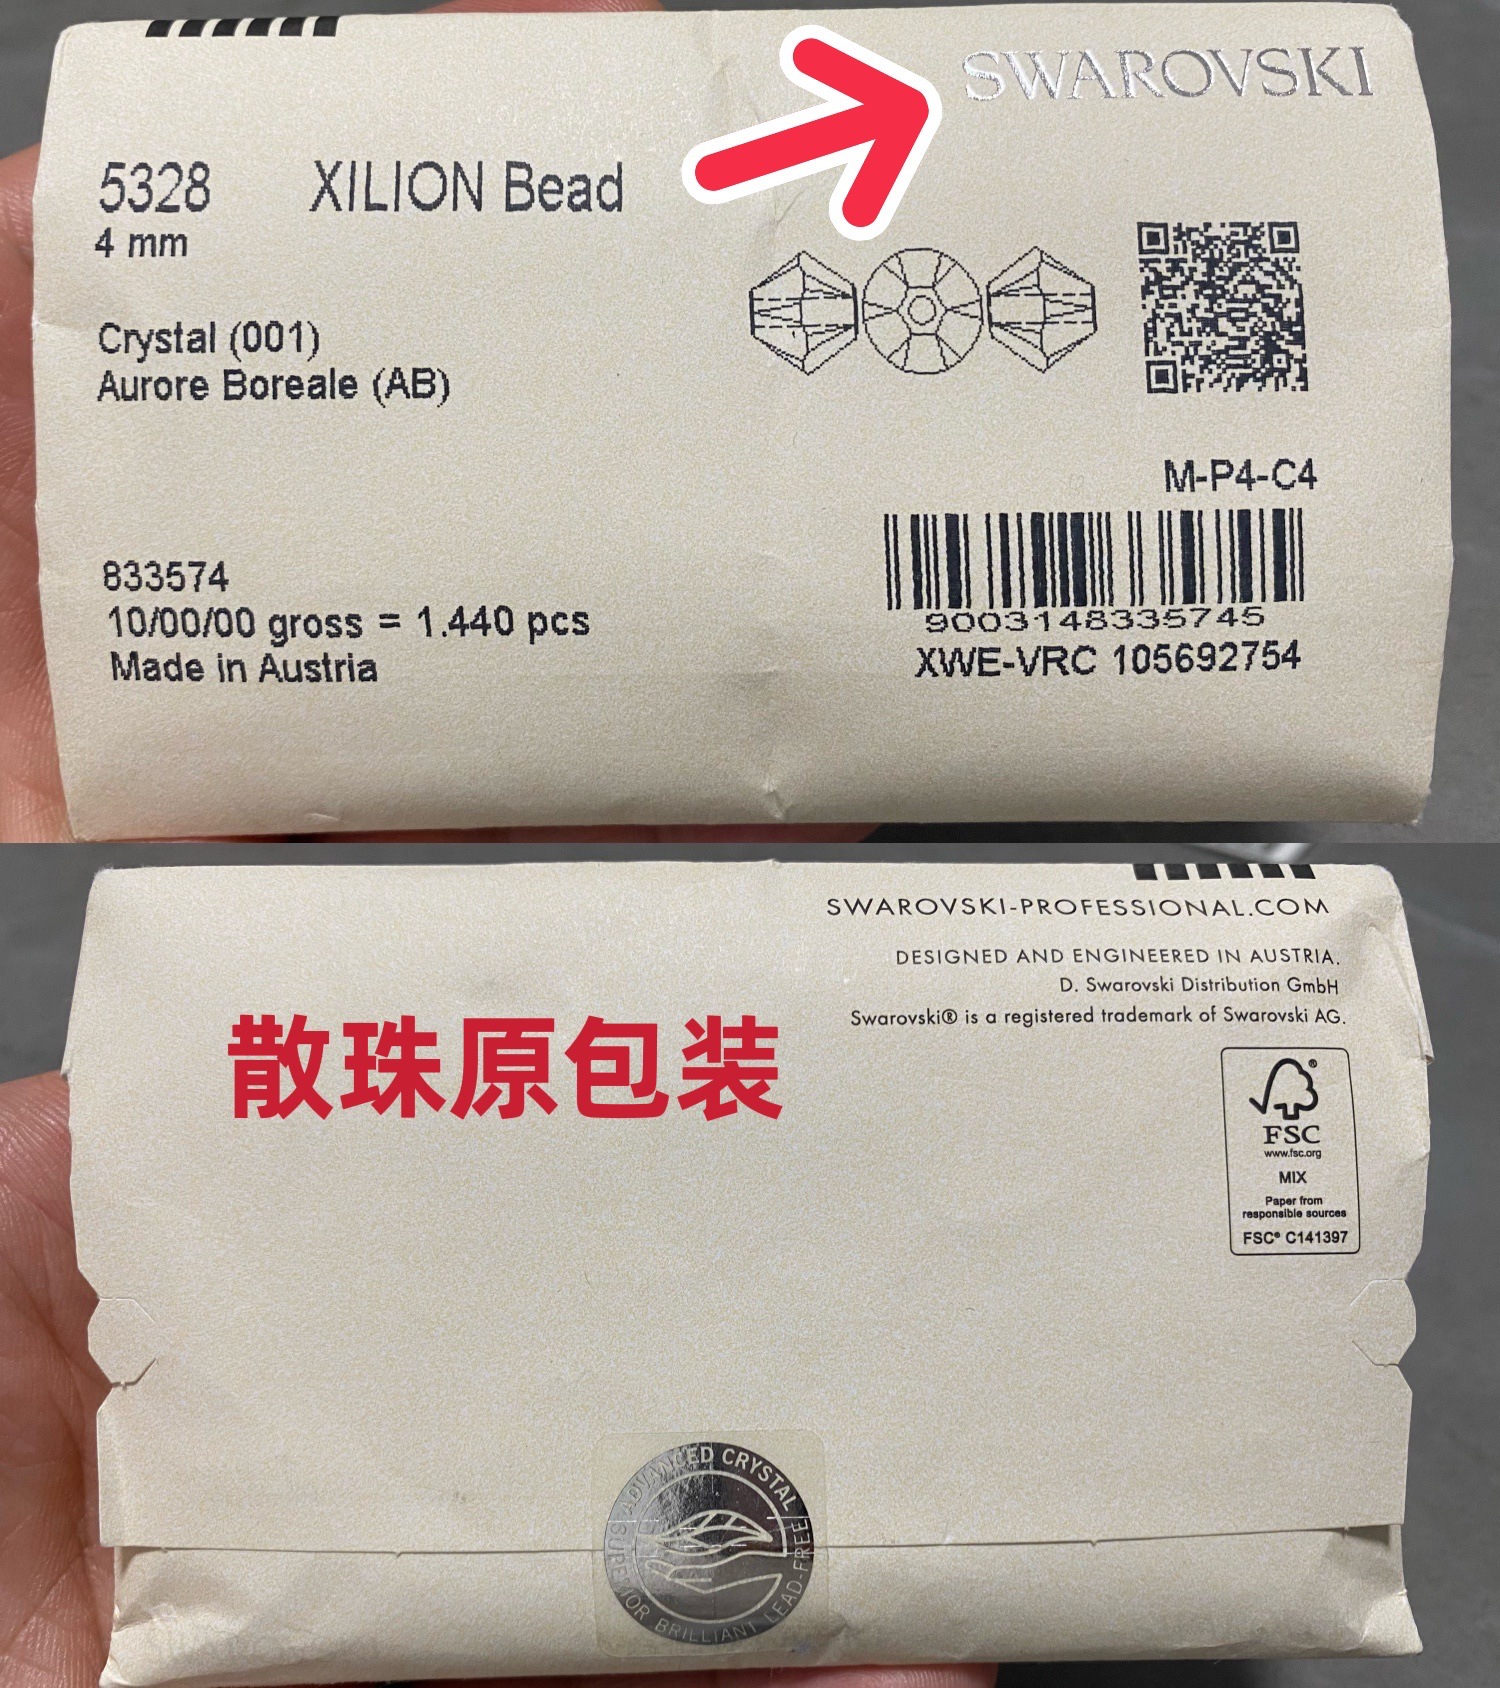 SWAROVSKI
5328 XILION Bead
4 mm
Crystal (001)
Aurore Boreale (AB)
M-P4-C4
833574
10/00/00 gross = 1.440 pcs
Made in Austria
9003148335745
XWE-VRC 105692754
SWAROVSKI-PROFESSIONAL.COM
DESIGNED AND ENGINEERED IN AUSTRIA.
D. Swarovski Distribution GmbH
Swarovski® is a registered trademark of Swarovski AG.
散珠原包装
FSC®
www.fsc.org
MIX
Paper from
responsible sources
FSC® C141397
ADVANCED CRYSTAL
SUPERIOR BRILLIANT LEAD-FREE